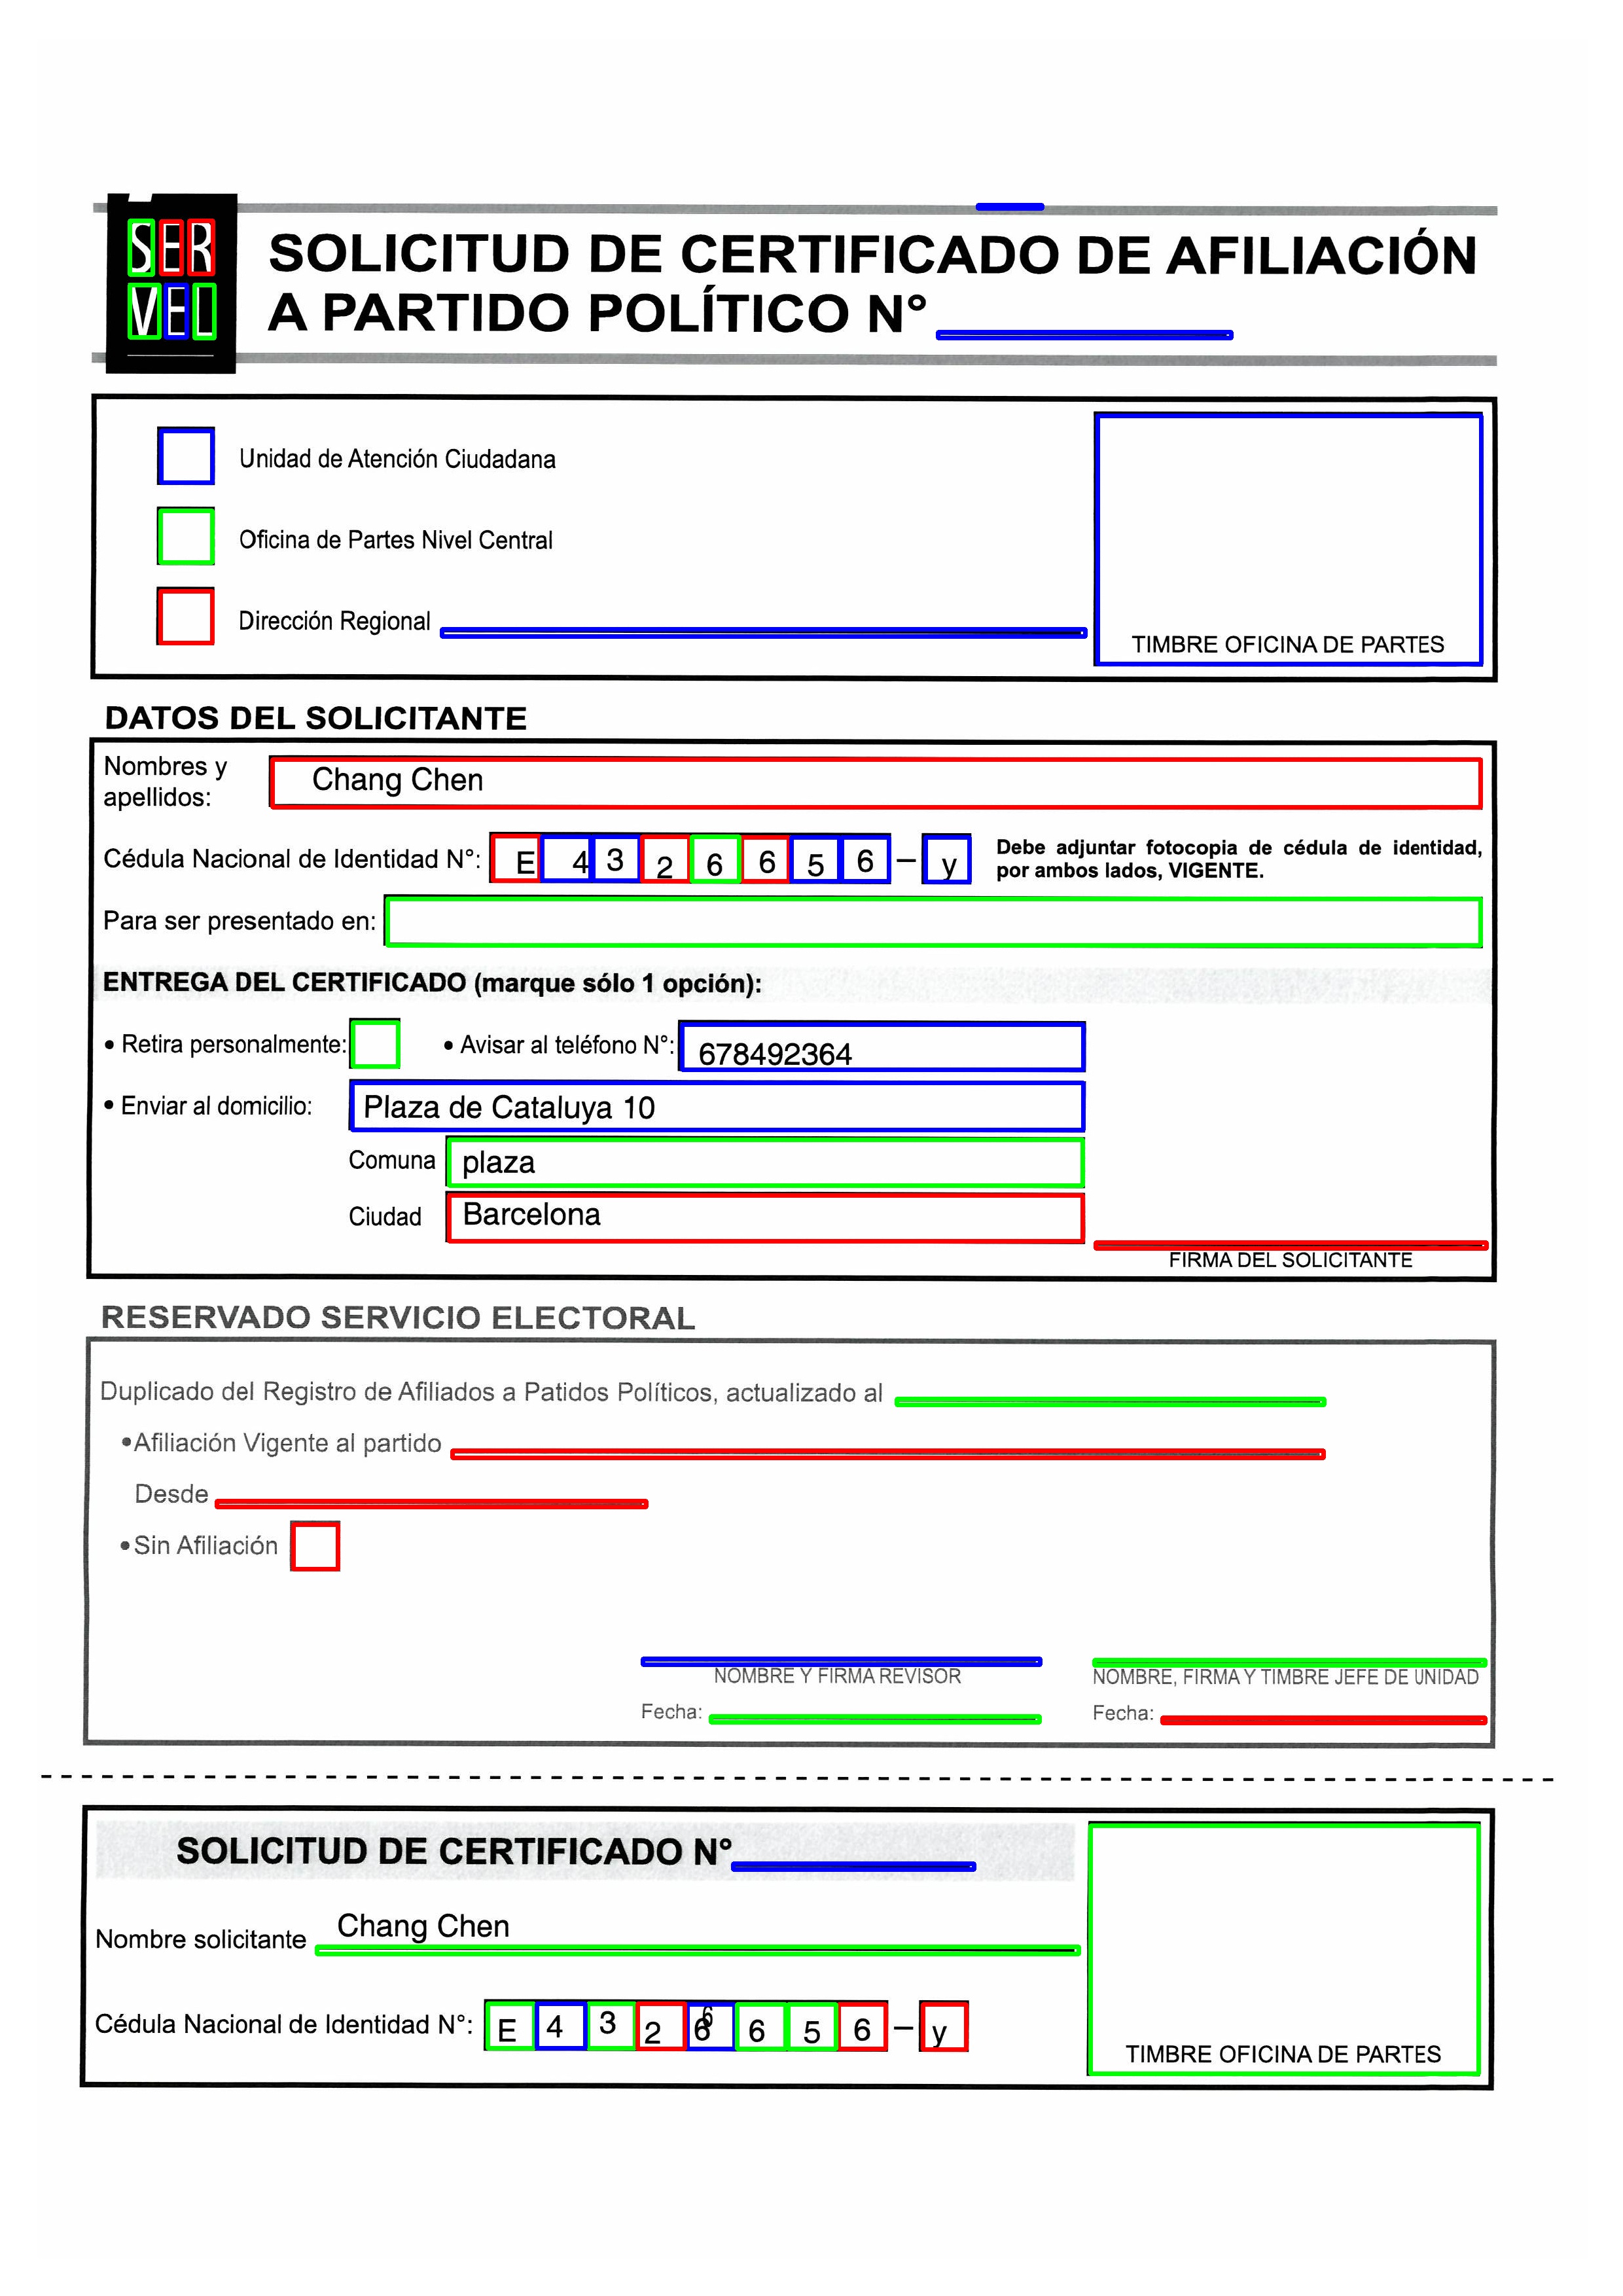 SER
VEL
SOLICITUD DE CERTIFICADO DE AFILIACIÓN
A PARTIDO POLÍTICO N°
Unidad de Atención Ciudadana
Oficina de Partes Nivel Central
Dirección Regional
TIMBRE OFICINA DE PARTES
DATOS DEL SOLICITANTE
Nombres y
apellidos:
Chang Chen
Cédula Nacional de Identidad N°: E 4 3 2 6 6 5 6 – y
Debe adjuntar fotocopia de cédula de identidad,
por ambos lados, VIGENTE.
Para ser presentado en:
ENTREGA DEL CERTIFICADO (marque sólo 1 opción):
• Retira personalmente: • Avisar al teléfono N°: 678492364
• Enviar al domicilio: Plaza de Cataluya 10
Comuna plaza
Ciudad Barcelona
FIRMA DEL SOLICITANTE
RESERVADO SERVICIO ELECTORAL
Duplicado del Registro de Afiliados a Patidos Políticos, actualizado al
• Afiliación Vigente al partido
Desde
• Sin Afiliación
NOMBRE Y FIRMA REVISOR
Fecha:
NOMBRE, FIRMA Y TIMBRE JEFE DE UNIDAD
Fecha:
SOLICITUD DE CERTIFICADO N°
Nombre solicitante Chang Chen
Cédula Nacional de Identidad N°: E 4 3 2 6 6 5 6 – y
TIMBRE OFICINA DE PARTES